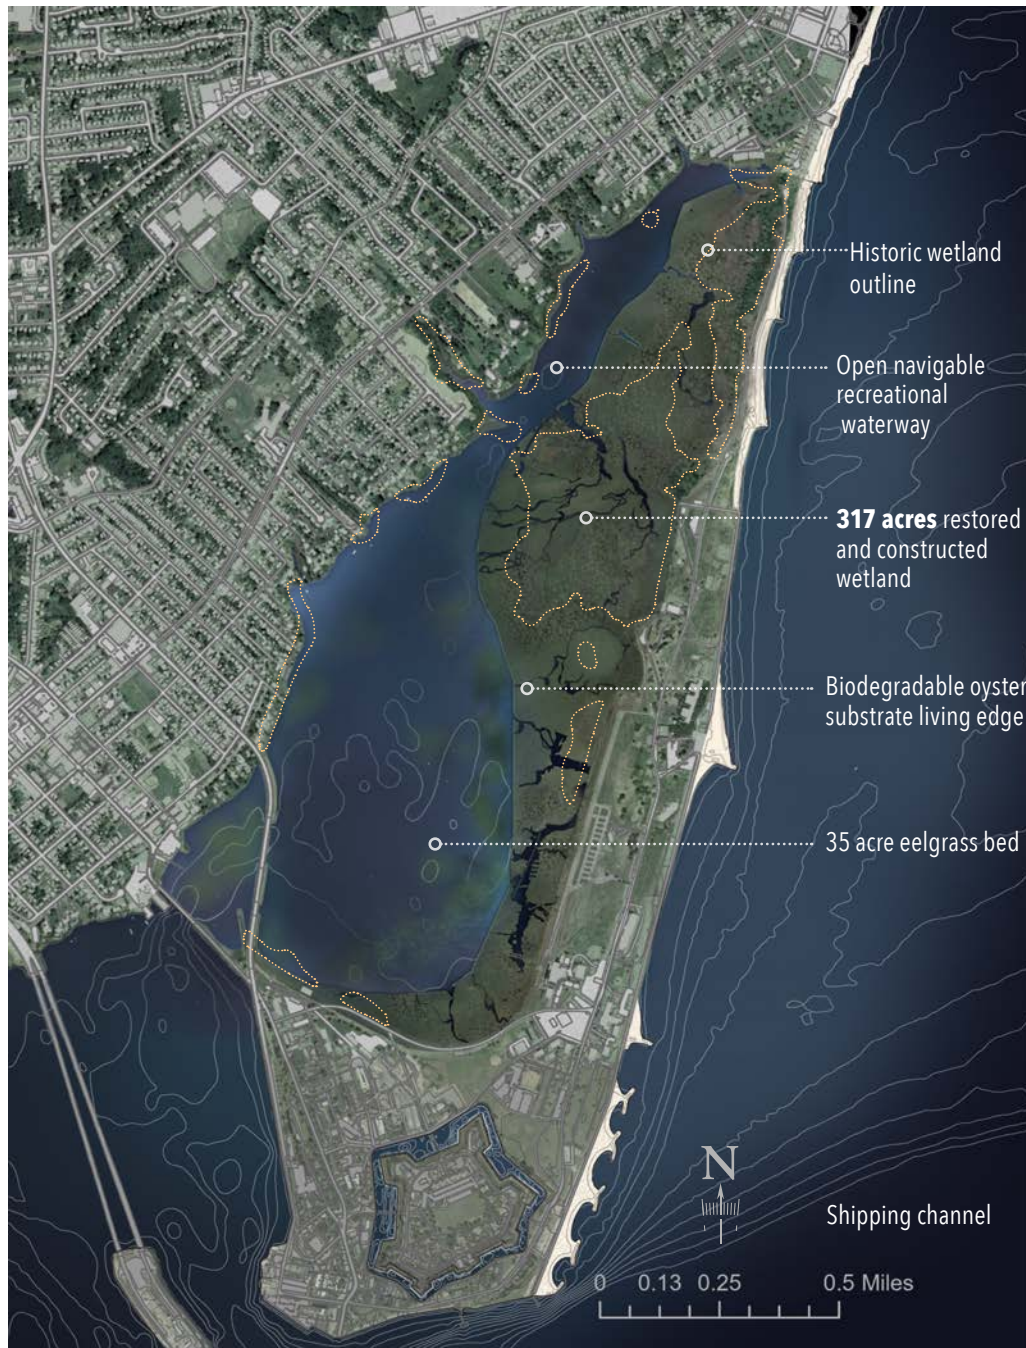 Historic wetland
outline
Open navigable
recreational
waterway
317 acres restored
and constructed
wetland
Biodegradable oyster
substrate living edge
35 acre eelgrass bed
N
Shipping channel
0 0.13 0.25 0.5 Miles